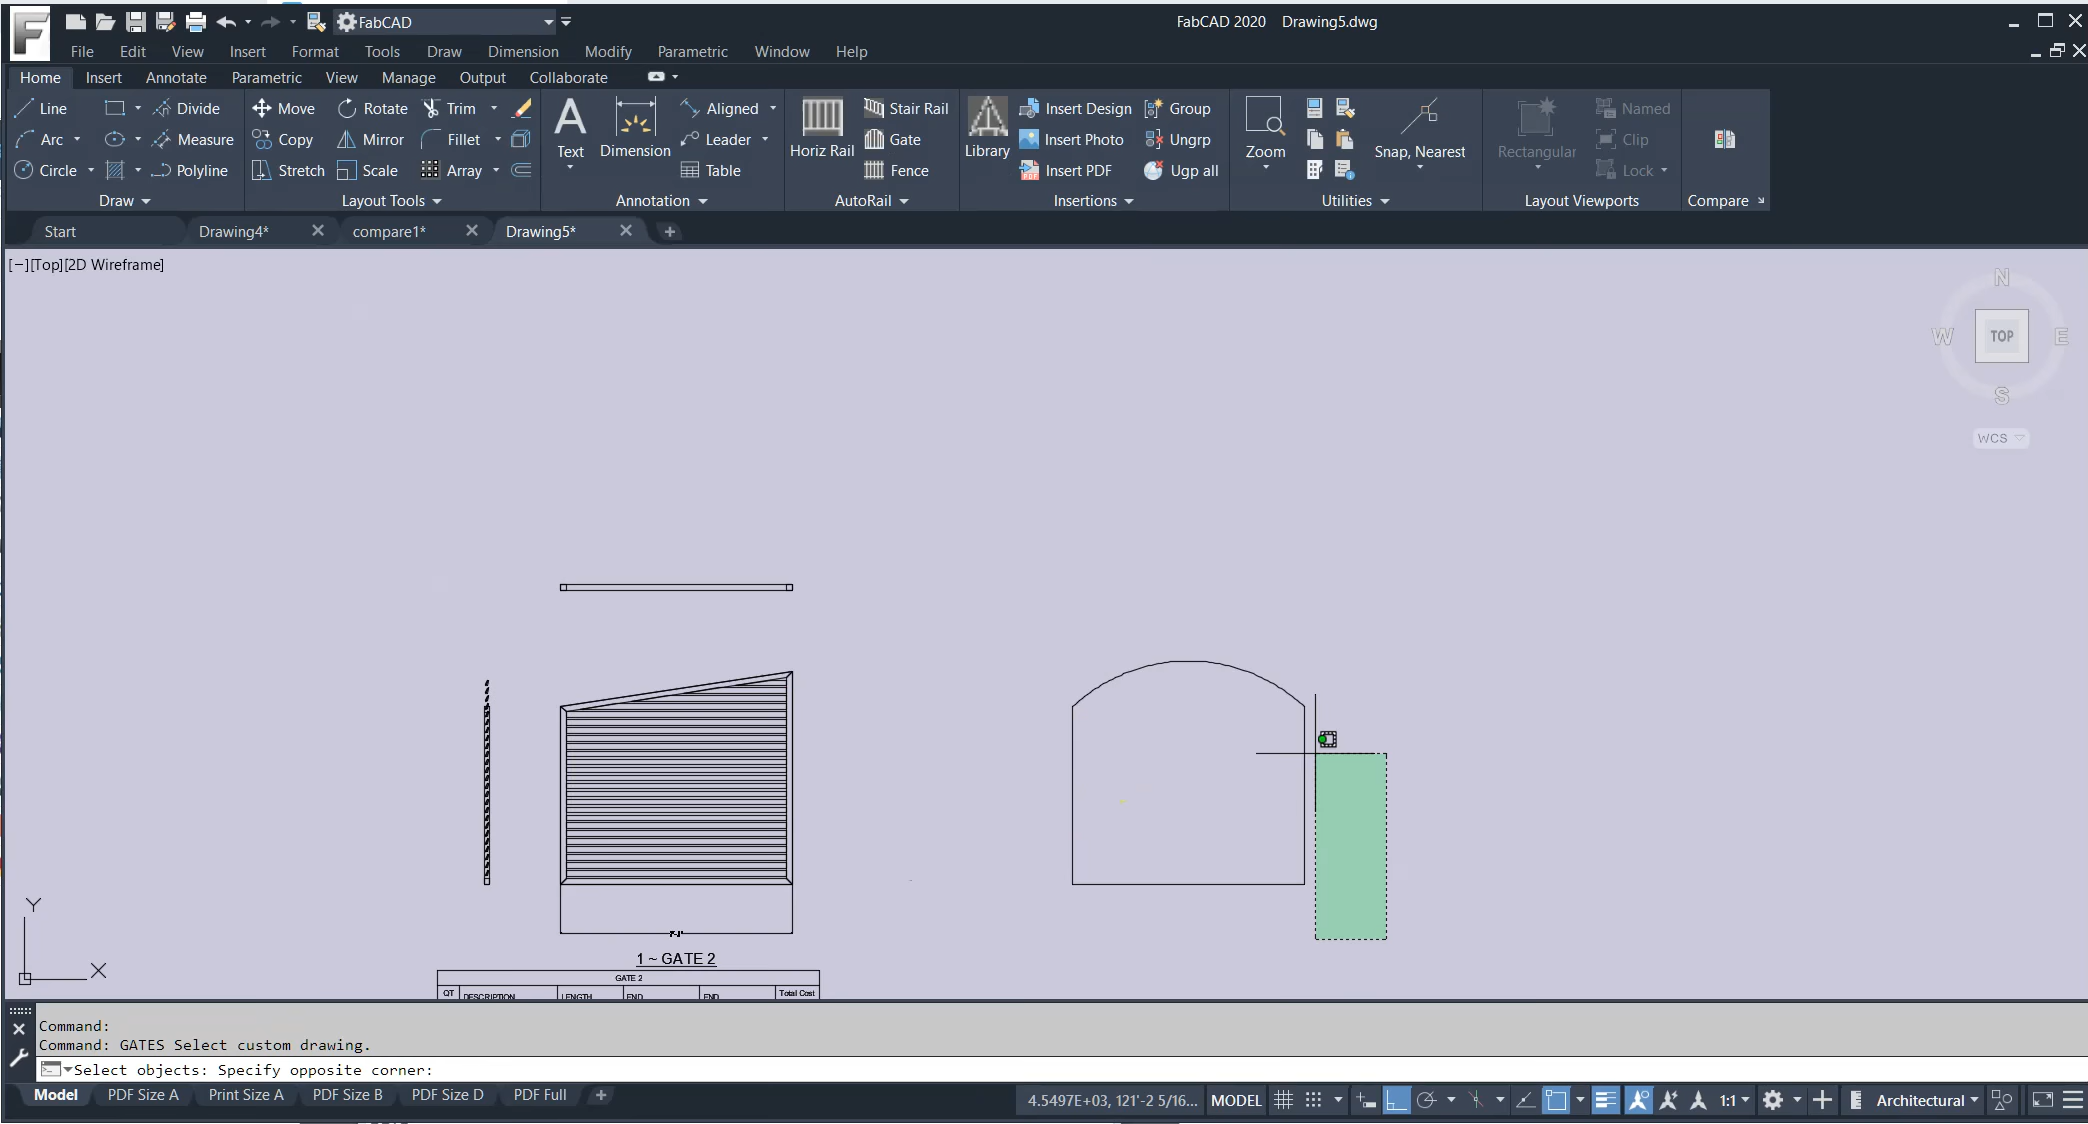 FabCAD
FabCAD 2020 Drawing5.dwg
File Edit View Insert Format Tools Draw Dimension Modify Parametric Window Help
Home Insert Annotate Parametric View Manage Output Collaborate
Line Divide Move Rotate Trim Aligned Stair Rail Insert Design Group Named
Arc Measure Copy Mirror Fillet Text Dimension Leader Horiz Rail Gate Library Insert Photo Ungrp Zoom Snap, Nearest Rectangular Clip
Circle Polyline Stretch Scale Array Table Fence Insert PDF Ugp all Lock
Draw Layout Tools Annotation AutoRail Insertions Utilities Layout Viewports Compare
Start Drawing4* compare1* Drawing5*
[−][Top][2D Wireframe]
N
W TOP E
S
WCS
Y
X
1 ~ GATE 2
GATE 2
QT DESCRIPTION LENGTH END END Total Cost
Command:
Command: GATES Select custom drawing.
Select objects: Specify opposite corner:
Model PDF Size A Print Size A PDF Size B PDF Size D PDF Full
4.5497E+03, 121'-2 5/16... MODEL 1:1 Architectural